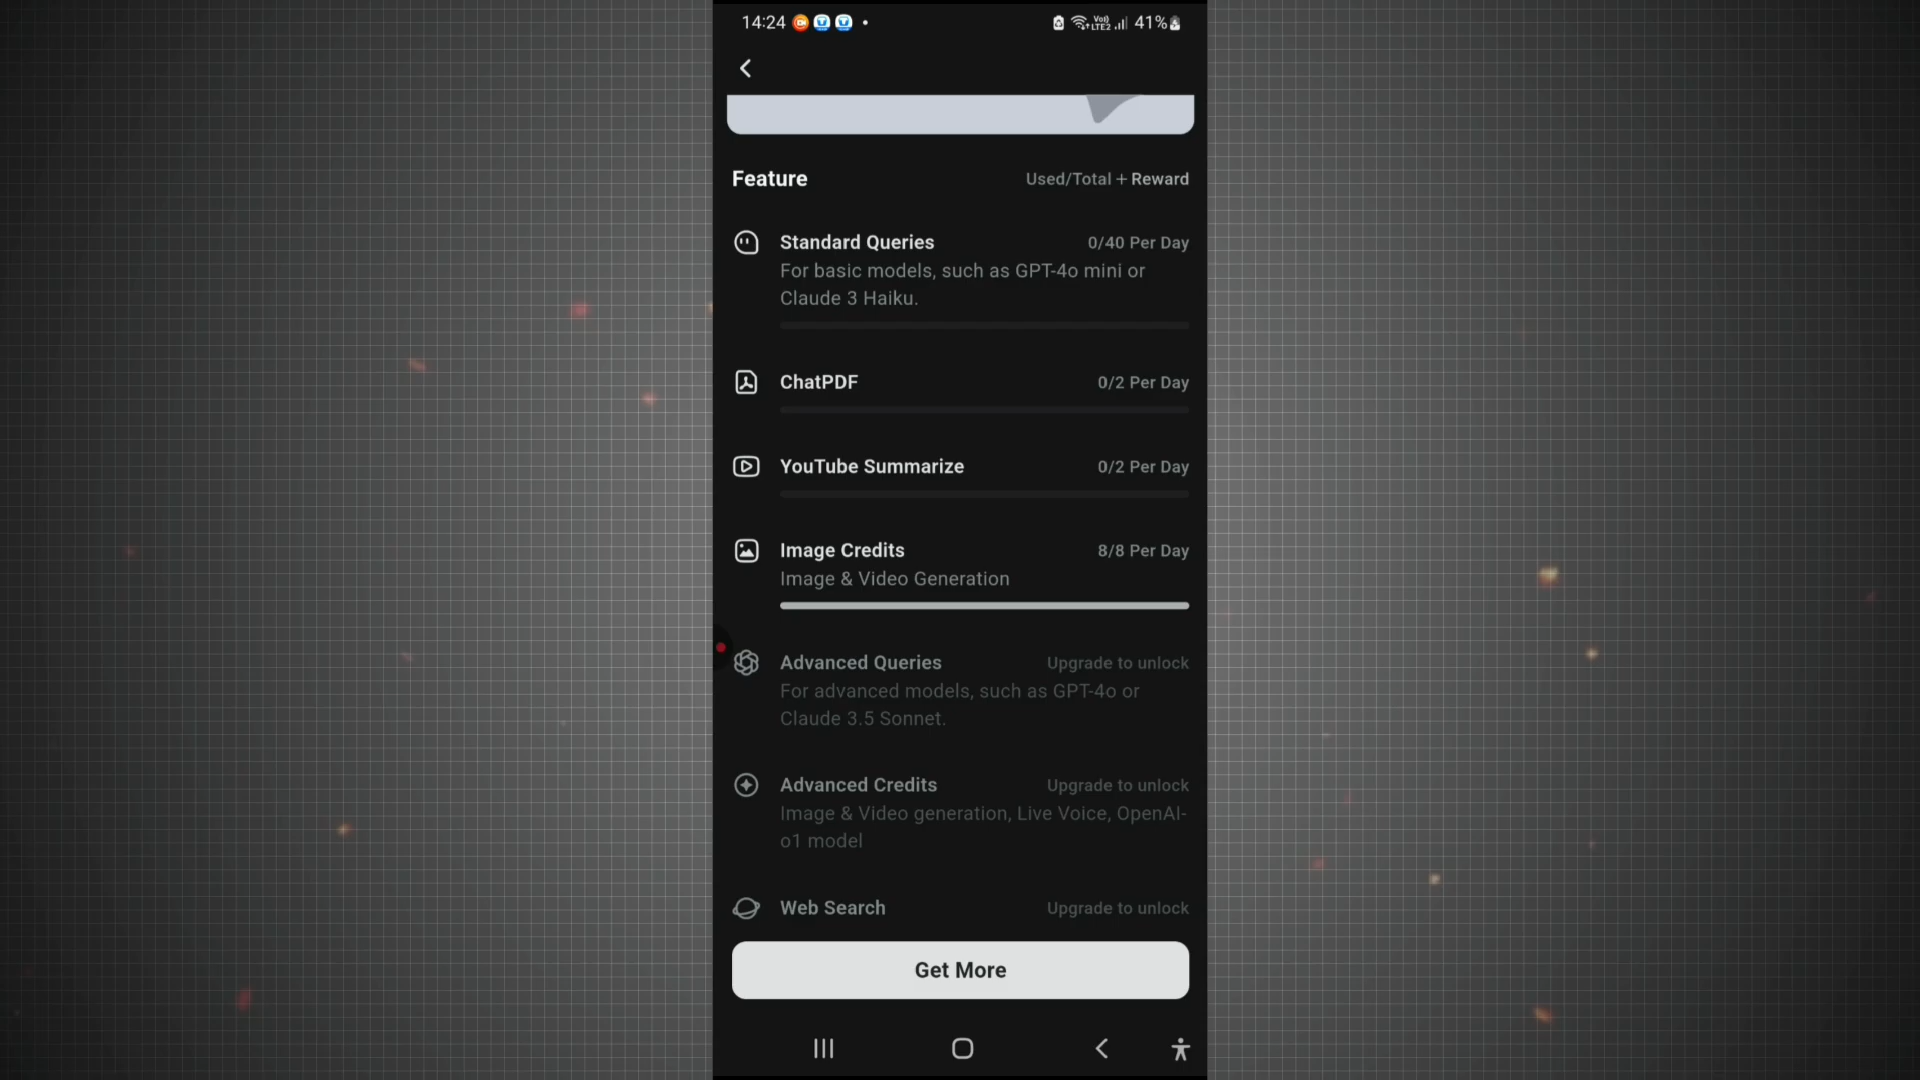 14:24
Vo)) LTE2 41%
Feature
Used/Total + Reward
Standard Queries
0/40 Per Day
For basic models, such as GPT-4o mini or
Claude 3 Haiku.
ChatPDF
0/2 Per Day
YouTube Summarize
0/2 Per Day
Image Credits
8/8 Per Day
Image & Video Generation
Advanced Queries
Upgrade to unlock
For advanced models, such as GPT-4o or
Claude 3.5 Sonnet.
Advanced Credits
Upgrade to unlock
Image & Video generation, Live Voice, OpenAI-
o1 model
Web Search
Upgrade to unlock
Get More